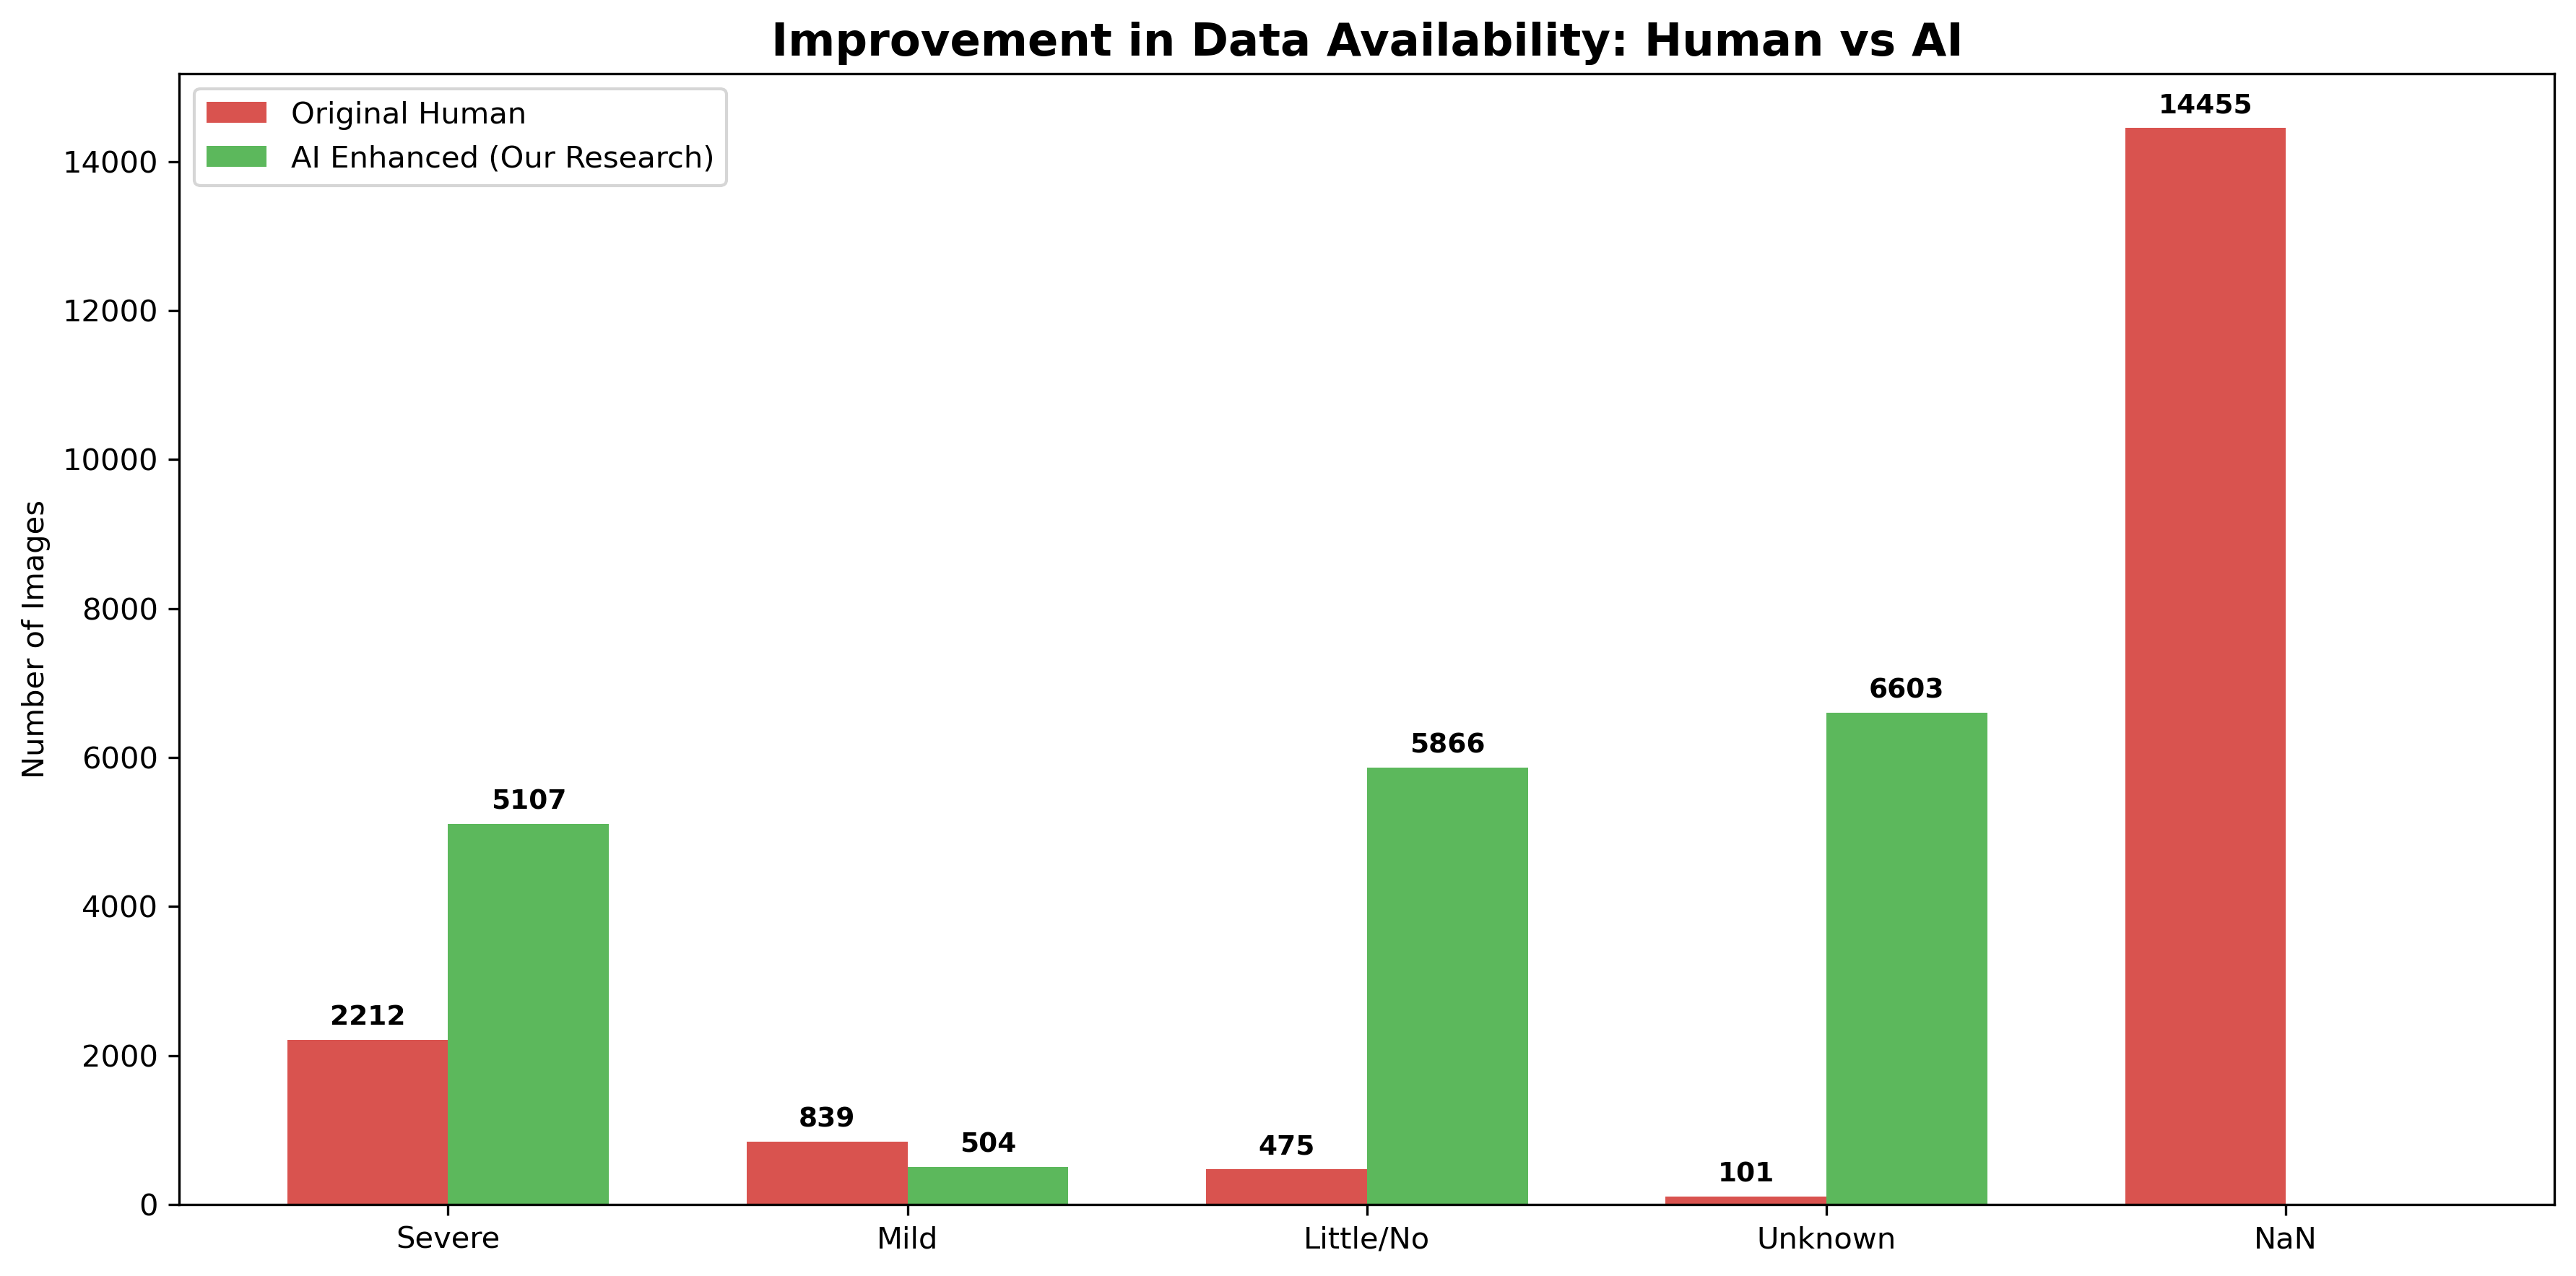 Improvement in Data Availability: Human vs AI
Original Human
AI Enhanced (Our Research)
Number of Images
14000
12000
10000
8000
6000
4000
2000
0
2212
5107
839
504
475
5866
101
6603
14455
Severe
Mild
Little/No
Unknown
NaN